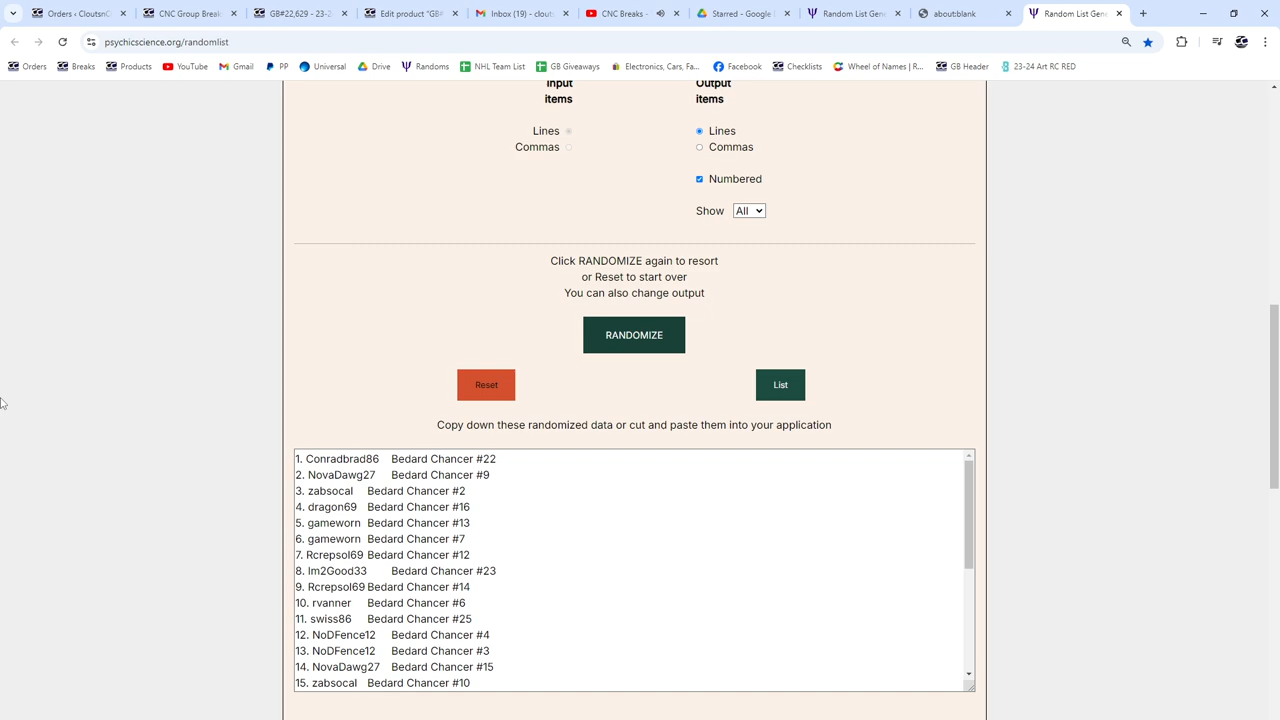 Orders • CloutsnC
CNC Group Break
GB#22,629 - 23-2
Edit product "GB#
Inbox (19) - clout
CNC Breaks -
Starred - Google
Random List Gene
aboutblank
Random List Gene
psychicscience.org/randomlist
Orders
Breaks
Products
YouTube
Gmail
PP
Universal
Drive
Randoms
NHL Team List
GB Giveaways
Electronics, Cars, Fa...
Facebook
Checklists
Wheel of Names | R...
GB Header
23-24 Art RC RED
Input
items
Output
items
Lines
Commas
Lines
Commas
Numbered
Show All
Click RANDOMIZE again to resort
or Reset to start over
You can also change output
RANDOMIZE
Reset
List
Copy down these randomized data or cut and paste them into your application
1. Conradbrad86 Bedard Chancer #22
2. NovaDawg27 Bedard Chancer #9
3. zabsocal Bedard Chancer #2
4. dragon69 Bedard Chancer #16
5. gameworn Bedard Chancer #13
6. gameworn Bedard Chancer #7
7. Rcrepsol69 Bedard Chancer #12
8. Im2Good33 Bedard Chancer #23
9. Rcrepsol69 Bedard Chancer #14
10. rvanner Bedard Chancer #6
11. swiss86 Bedard Chancer #25
12. NoDFence12 Bedard Chancer #4
13. NoDFence12 Bedard Chancer #3
14. NovaDawg27 Bedard Chancer #15
15. zabsocal Bedard Chancer #10